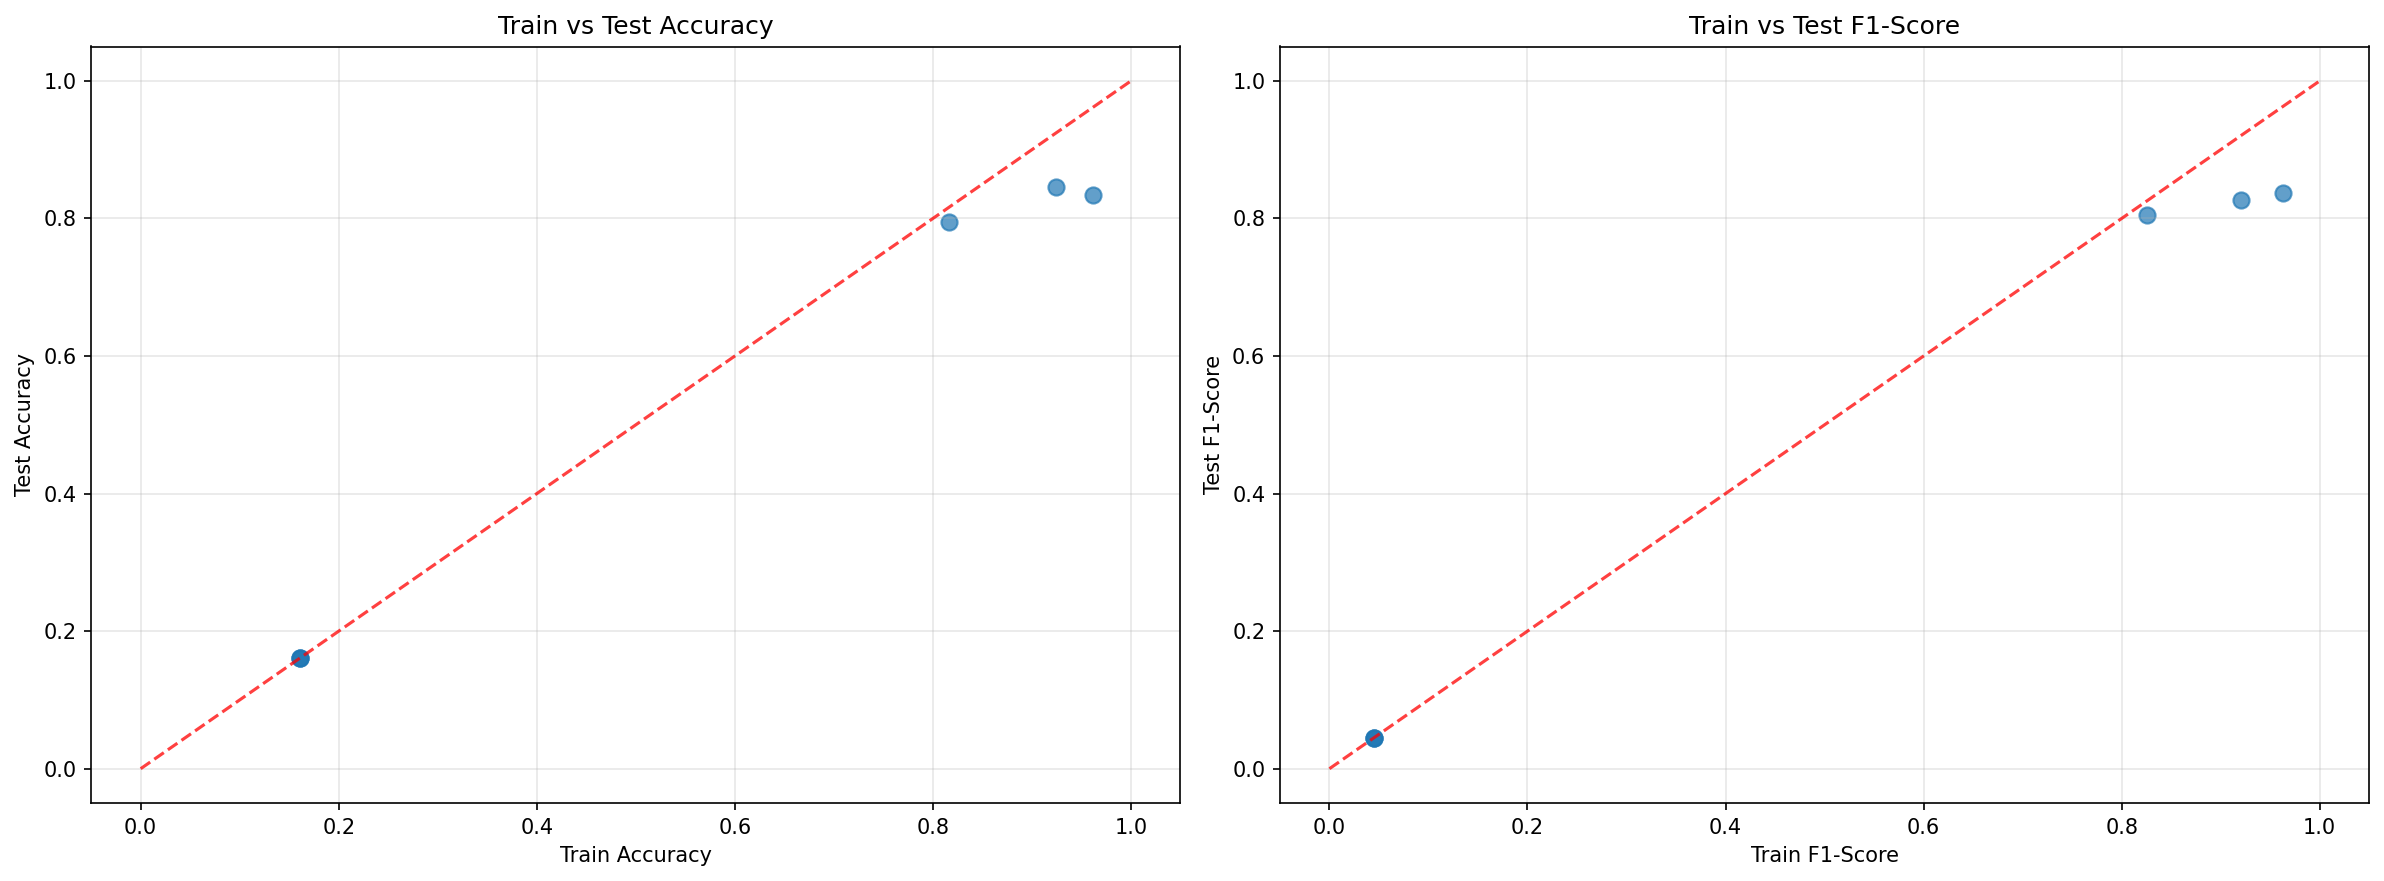 Train vs Test Accuracy
1.0
0.8
0.6
0.4
0.2
0.0
Test Accuracy
0.0 0.2 0.4 0.6 0.8 1.0
Train Accuracy
Train vs Test F1-Score
1.0
0.8
0.6
0.4
0.2
0.0
Test F1-Score
0.0 0.2 0.4 0.6 0.8 1.0
Train F1-Score